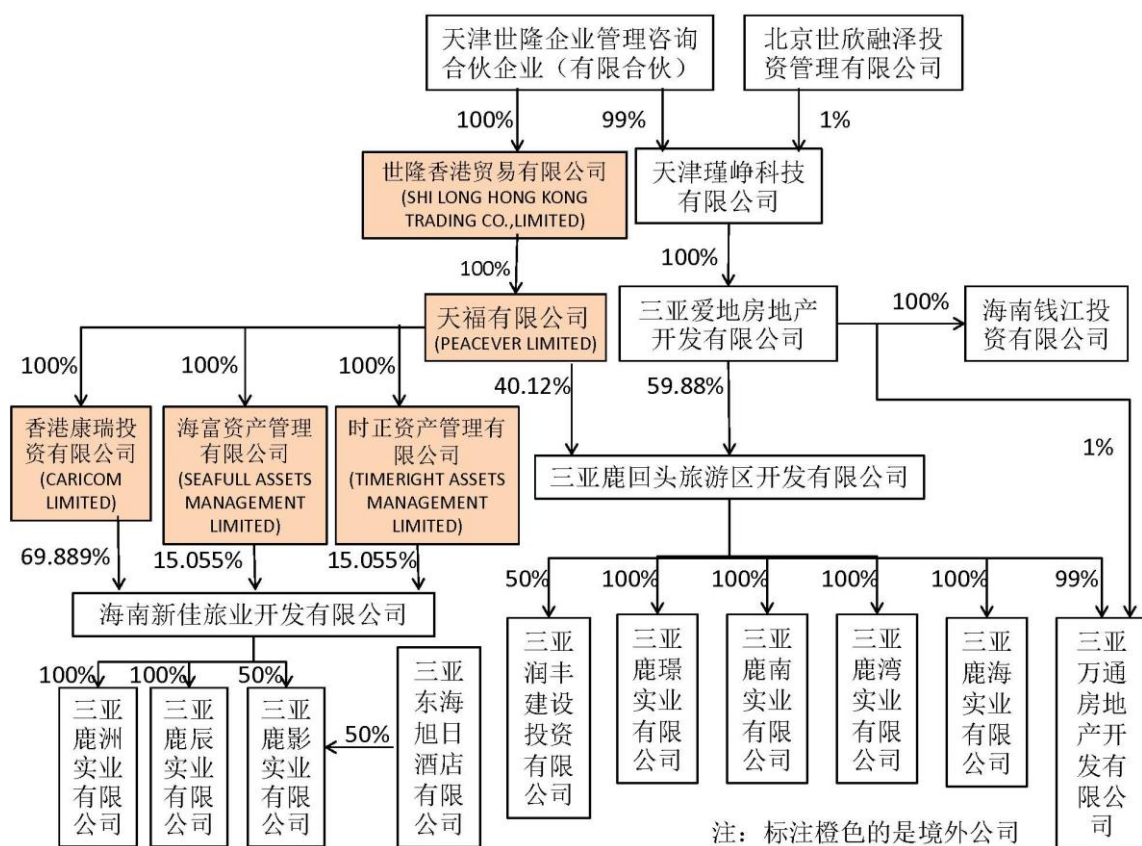 天津世隆企业管理咨询
合伙企业（有限合伙）
北京世欣融泽投
资管理有限公司
100%
99%
1%
世隆香港贸易有限公司
(SHI LONG HONG KONG
TRADING CO.,LIMITED)
天津瑾峥科技
有限公司
100%
100%
天福有限公司
(PEACEVER LIMITED)
三亚爱地房地产
开发有限公司
100%
海南钱江投
资有限公司
100%
100%
100%
40.12%
59.88%
香港康瑞投
资有限公司
(CARICOM
LIMITED)
海富资产管理
有限公司
(SEAFULL ASSETS
MANAGEMENT
LIMITED)
时正资产管理有
限公司
(TIMERIGHT ASSETS
MANAGEMENT
LIMITED)
三亚鹿回头旅游区开发有限公司
1%
69.889%
15.055%
15.055%
海南新佳旅业开发有限公司
50%
100%
100%
100%
100%
99%
100%
100%
50%
三亚
鹿洲
实业
有限
公司
三亚
鹿辰
实业
有限
公司
三亚
鹿影
实业
有限
公司
50%
三亚
东海
旭日
酒店
有限
公司
三亚
润丰
建设
投资
有限
公司
三亚
鹿璟
实业
有限
公司
三亚
鹿南
实业
有限
公司
三亚
鹿湾
实业
有限
公司
三亚
鹿海
实业
有限
公司
三亚
万通
房地
产开
发有
限公
司
注：标注橙色的是境外公司